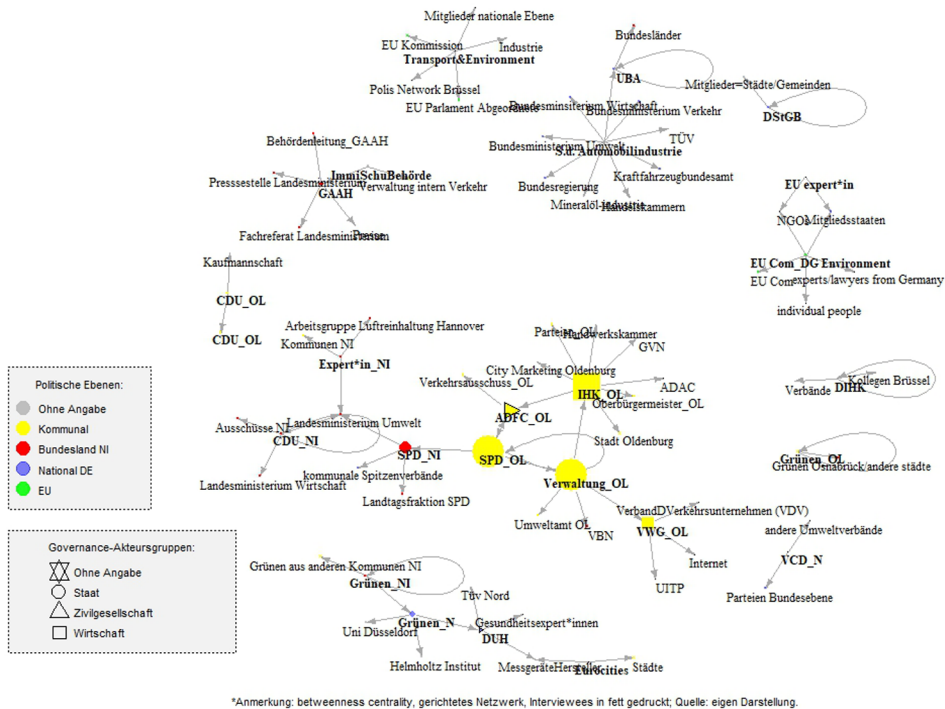 Mitglieder nationale Ebene
EU Kommission
Industrie
Transport&Environment
Polis Network Brüssel
EU Parlament Abgeordnete
Bundesländer
UBA
Mitglieder=Städte/Gemeinden
DStGB
Bundesministerium Wirtschaft
Bundesministerium Verkehr
TÜV
Bundesministerium Umwelt
S.d. Automobilindustrie
Bundesregierung
Kraftfahrzeugbundesamt
Mineralöl-industrie
Handelskammern
Behördenleitung_GAAH
ImmiSchuBehörde
Presssestelle Landesministerium
Verwaltung intern Verkehr
GAAH
Fachreferat Landesministerium
Presse
EU expert*in
NGOs
Mitgliedsstaaten
EU Com_DG Environment
EU Com
experts/lawyers from Germany
individual people
Kaufmannschaft
CDU_OL
CDU_OL
Arbeitsgruppe Luftreinhaltung Hannover
Kommunen NI
Expert*in_NI
Parteien_OL
Handwerkskammer
GVN
City Marketing Oldenburg
Verkehrsausschuss_OL
ADAC
IHK_OL
Oberbürgermeister_OL
ADFC_OL
Stadt Oldenburg
Kollegen Brüssel
Verbände
DIHK
Politische Ebenen:
Ohne Angabe
Kommunal
Bundesland NI
National DE
EU
Landesministerium Umwelt
Ausschüsse NI
CDU_NI
SPD_NI
SPD_OL
Grünen_OL
Grünen Osnabrück/andere städte
Landesministerium Wirtschaft
kommunale Spitzenverbände
Landtagsfraktion SPD
Verwaltung_OL
Umweltamt OL
VBN
VerbandDVerkehrsunternehmen (VDV)
VWG_OL
Internet
UITP
andere Umweltverbände
VCD_N
Parteien Bundesebene
Governance-Akteursgruppen:
Ohne Angabe
Staat
Zivilgesellschaft
Wirtschaft
Grünen aus anderen Kommunen NI
Grünen_NI
Tüv Nord
Grünen_N
Gesundheitsexpert*innen
Uni Düsseldorf
DUH
Helmholtz Institut
MessgeräteHersteller
Eurocities
Städte
*Anmerkung: betweenness centrality, gerichtetes Netzwerk, Interviewees in fett gedruckt; Quelle: eigen Darstellung.